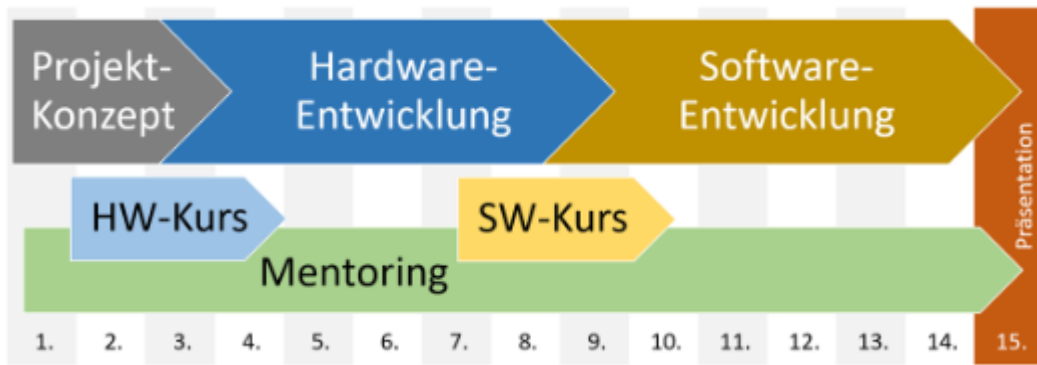 Projekt-
Konzept
Hardware-
Entwicklung
Software-
Entwicklung
HW-Kurs
SW-Kurs
Mentoring
Präsentation
1. 2. 3. 4. 5. 6. 7. 8. 9. 10. 11. 12. 13. 14. 15.